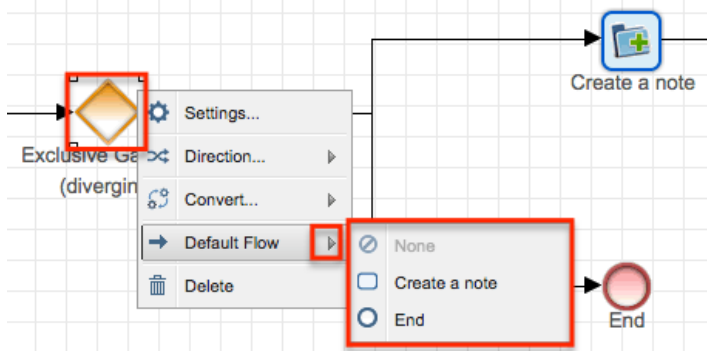 Create a note
Settings...
Exclusive Ga
Direction...
(divergin
Convert...
Default Flow
None
Create a note
Delete
End
End